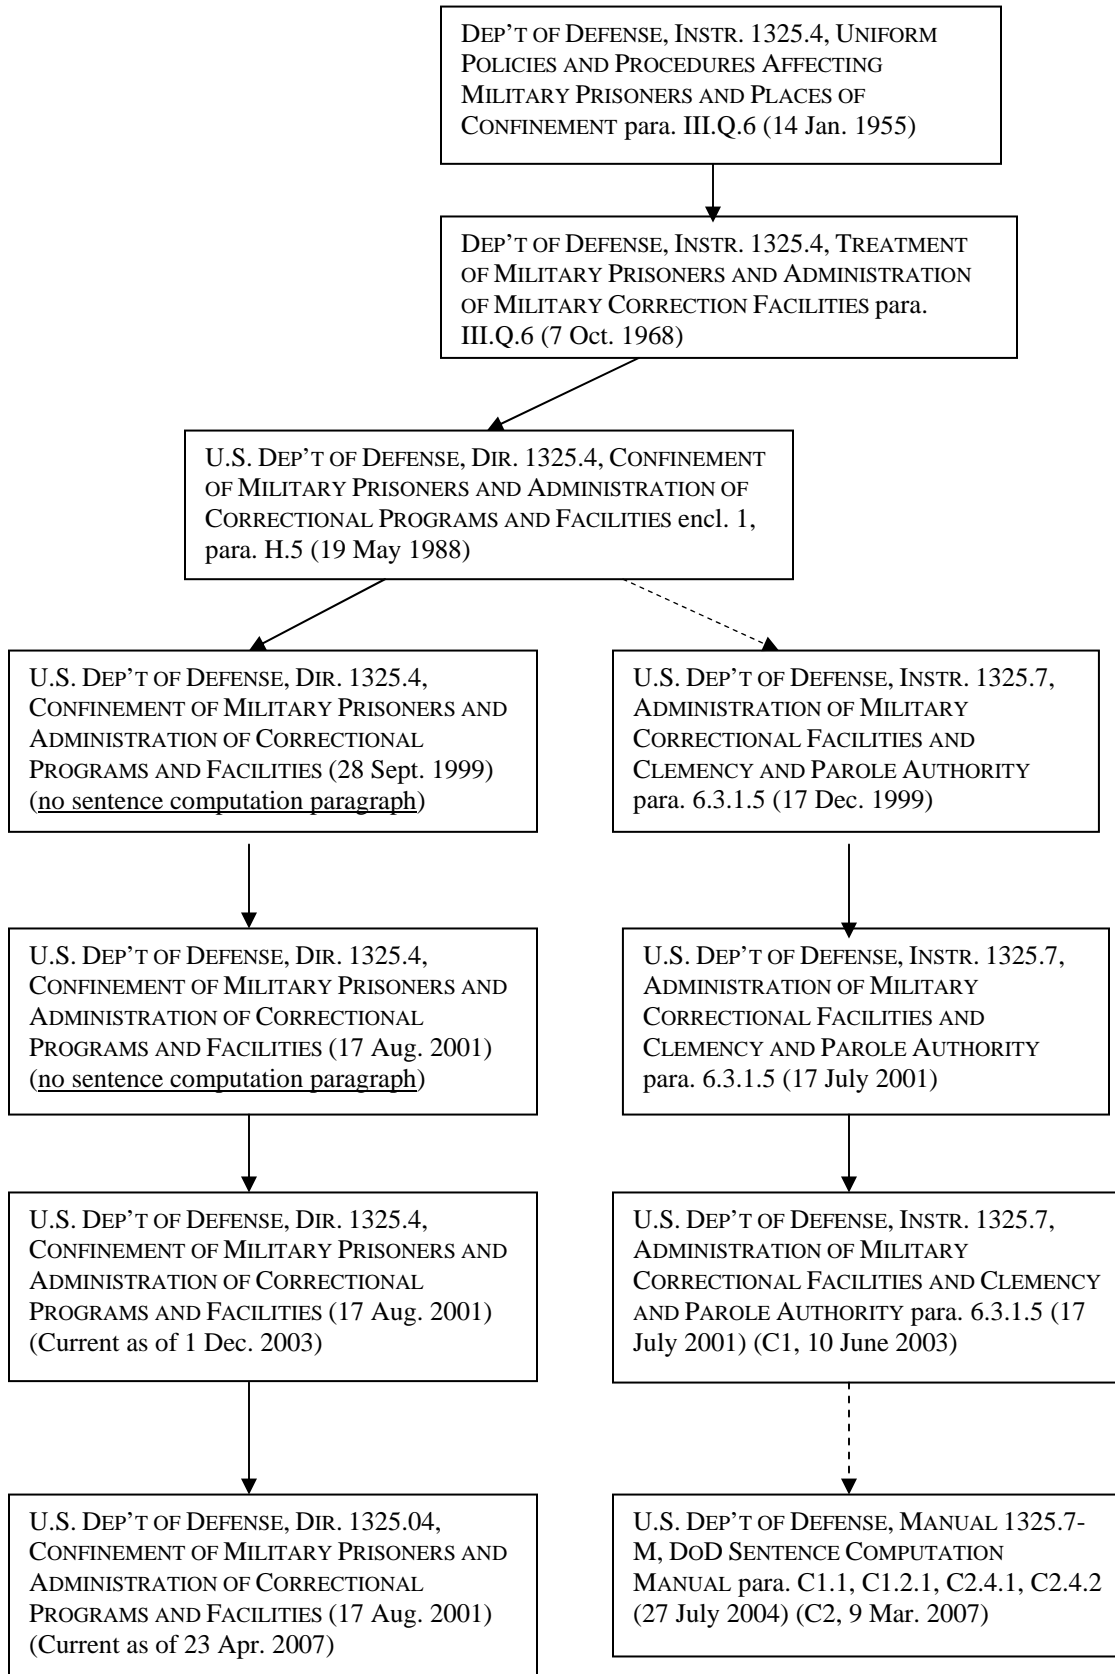 DEP'T OF DEFENSE, INSTR. 1325.4, UNIFORM
POLICIES AND PROCEDURES AFFECTING
MILITARY PRISONERS AND PLACES OF
CONFINEMENT para. III.Q.6 (14 Jan. 1955)
DEP'T OF DEFENSE, INSTR. 1325.4, TREATMENT
OF MILITARY PRISONERS AND ADMINISTRATION
OF MILITARY CORRECTION FACILITIES para.
III.Q.6 (7 Oct. 1968)
U.S. DEP'T OF DEFENSE, DIR. 1325.4, CONFINEMENT
OF MILITARY PRISONERS AND ADMINISTRATION OF
CORRECTIONAL PROGRAMS AND FACILITIES encl. 1,
para. H.5 (19 May 1988)
U.S. DEP'T OF DEFENSE, DIR. 1325.4,
CONFINEMENT OF MILITARY PRISONERS AND
ADMINISTRATION OF CORRECTIONAL
PROGRAMS AND FACILITIES (28 Sept. 1999)
(no sentence computation paragraph)
U.S. DEP'T OF DEFENSE, INSTR. 1325.7,
ADMINISTRATION OF MILITARY
CORRECTIONAL FACILITIES AND
CLEMENCY AND PAROLE AUTHORITY
para. 6.3.1.5 (17 Dec. 1999)
U.S. DEP'T OF DEFENSE, DIR. 1325.4,
CONFINEMENT OF MILITARY PRISONERS AND
ADMINISTRATION OF CORRECTIONAL
PROGRAMS AND FACILITIES (17 Aug. 2001)
(no sentence computation paragraph)
U.S. DEP'T OF DEFENSE, INSTR. 1325.7,
ADMINISTRATION OF MILITARY
CORRECTIONAL FACILITIES AND
CLEMENCY AND PAROLE AUTHORITY
para. 6.3.1.5 (17 July 2001)
U.S. DEP'T OF DEFENSE, DIR. 1325.4,
CONFINEMENT OF MILITARY PRISONERS AND
ADMINISTRATION OF CORRECTIONAL
PROGRAMS AND FACILITIES (17 Aug. 2001)
(Current as of 1 Dec. 2003)
U.S. DEP'T OF DEFENSE, INSTR. 1325.7,
ADMINISTRATION OF MILITARY
CORRECTIONAL FACILITIES AND CLEMENCY
AND PAROLE AUTHORITY para. 6.3.1.5 (17
July 2001) (C1, 10 June 2003)
U.S. DEP'T OF DEFENSE, DIR. 1325.04,
CONFINEMENT OF MILITARY PRISONERS AND
ADMINISTRATION OF CORRECTIONAL
PROGRAMS AND FACILITIES (17 Aug. 2001)
(Current as of 23 Apr. 2007)
U.S. DEP'T OF DEFENSE, MANUAL 1325.7-
M, DOD SENTENCE COMPUTATION
MANUAL para. C1.1, C1.2.1, C2.4.1, C2.4.2
(27 July 2004) (C2, 9 Mar. 2007)